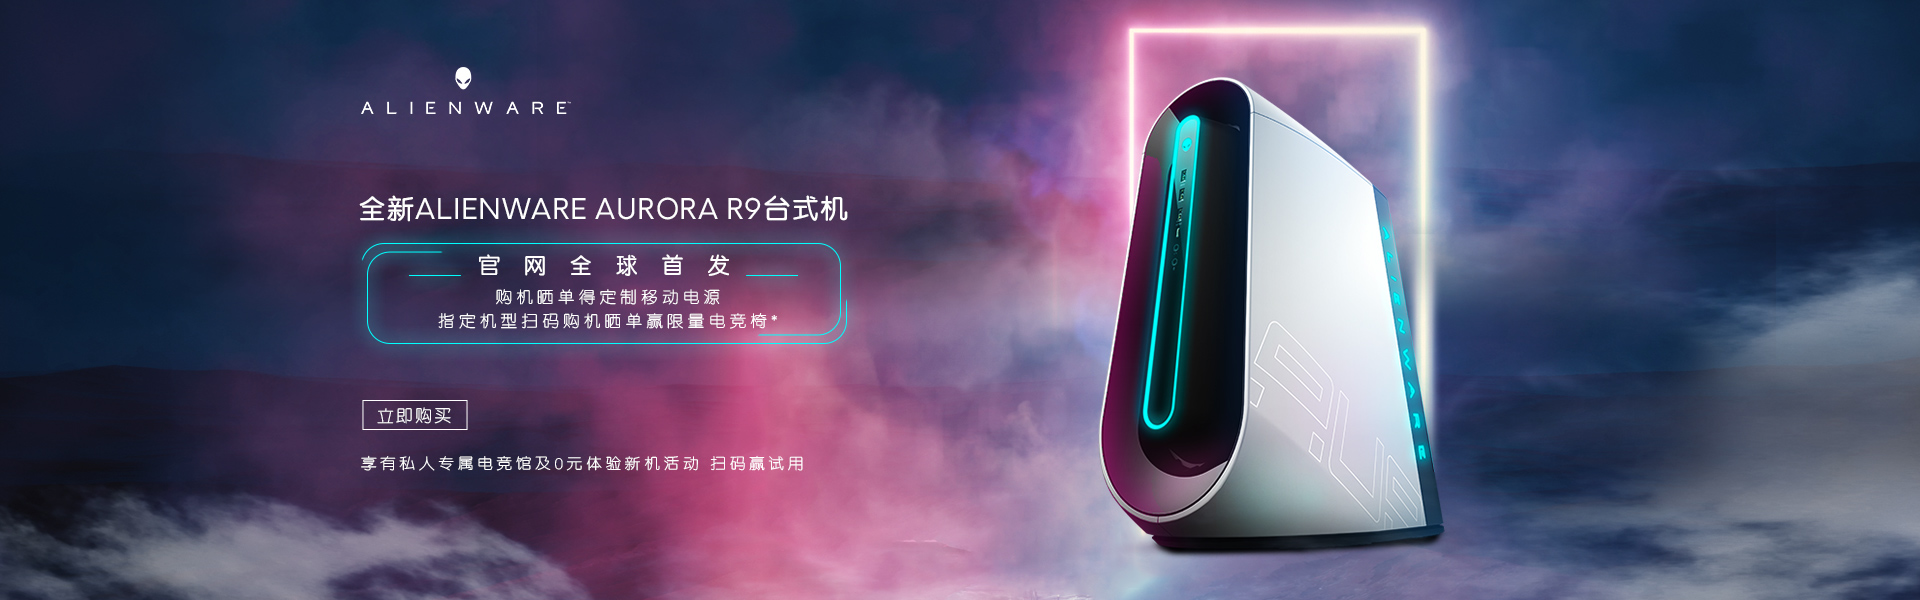 ALIENWARE
全新ALIENWARE AURORA R9台式机
官网全球首发
购机晒单得定制移动电源
指定机型扫码购机晒单赢限量电竞椅*
立即购买
享有私人专属电竞馆及0元体验新机活动 扫码赢试用
ALIENWARE